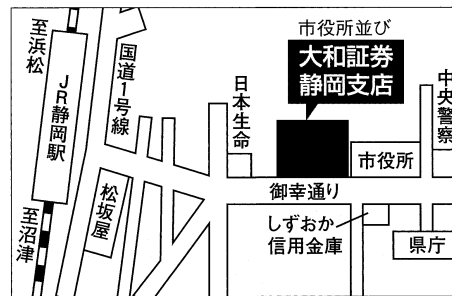 至浜松
JR静岡駅
至沼津
国道1号線
松坂屋
日本生命
市役所並び
大和証券
静岡支店
市役所
中央警察
御幸通り
しずおか
信用金庫
県庁